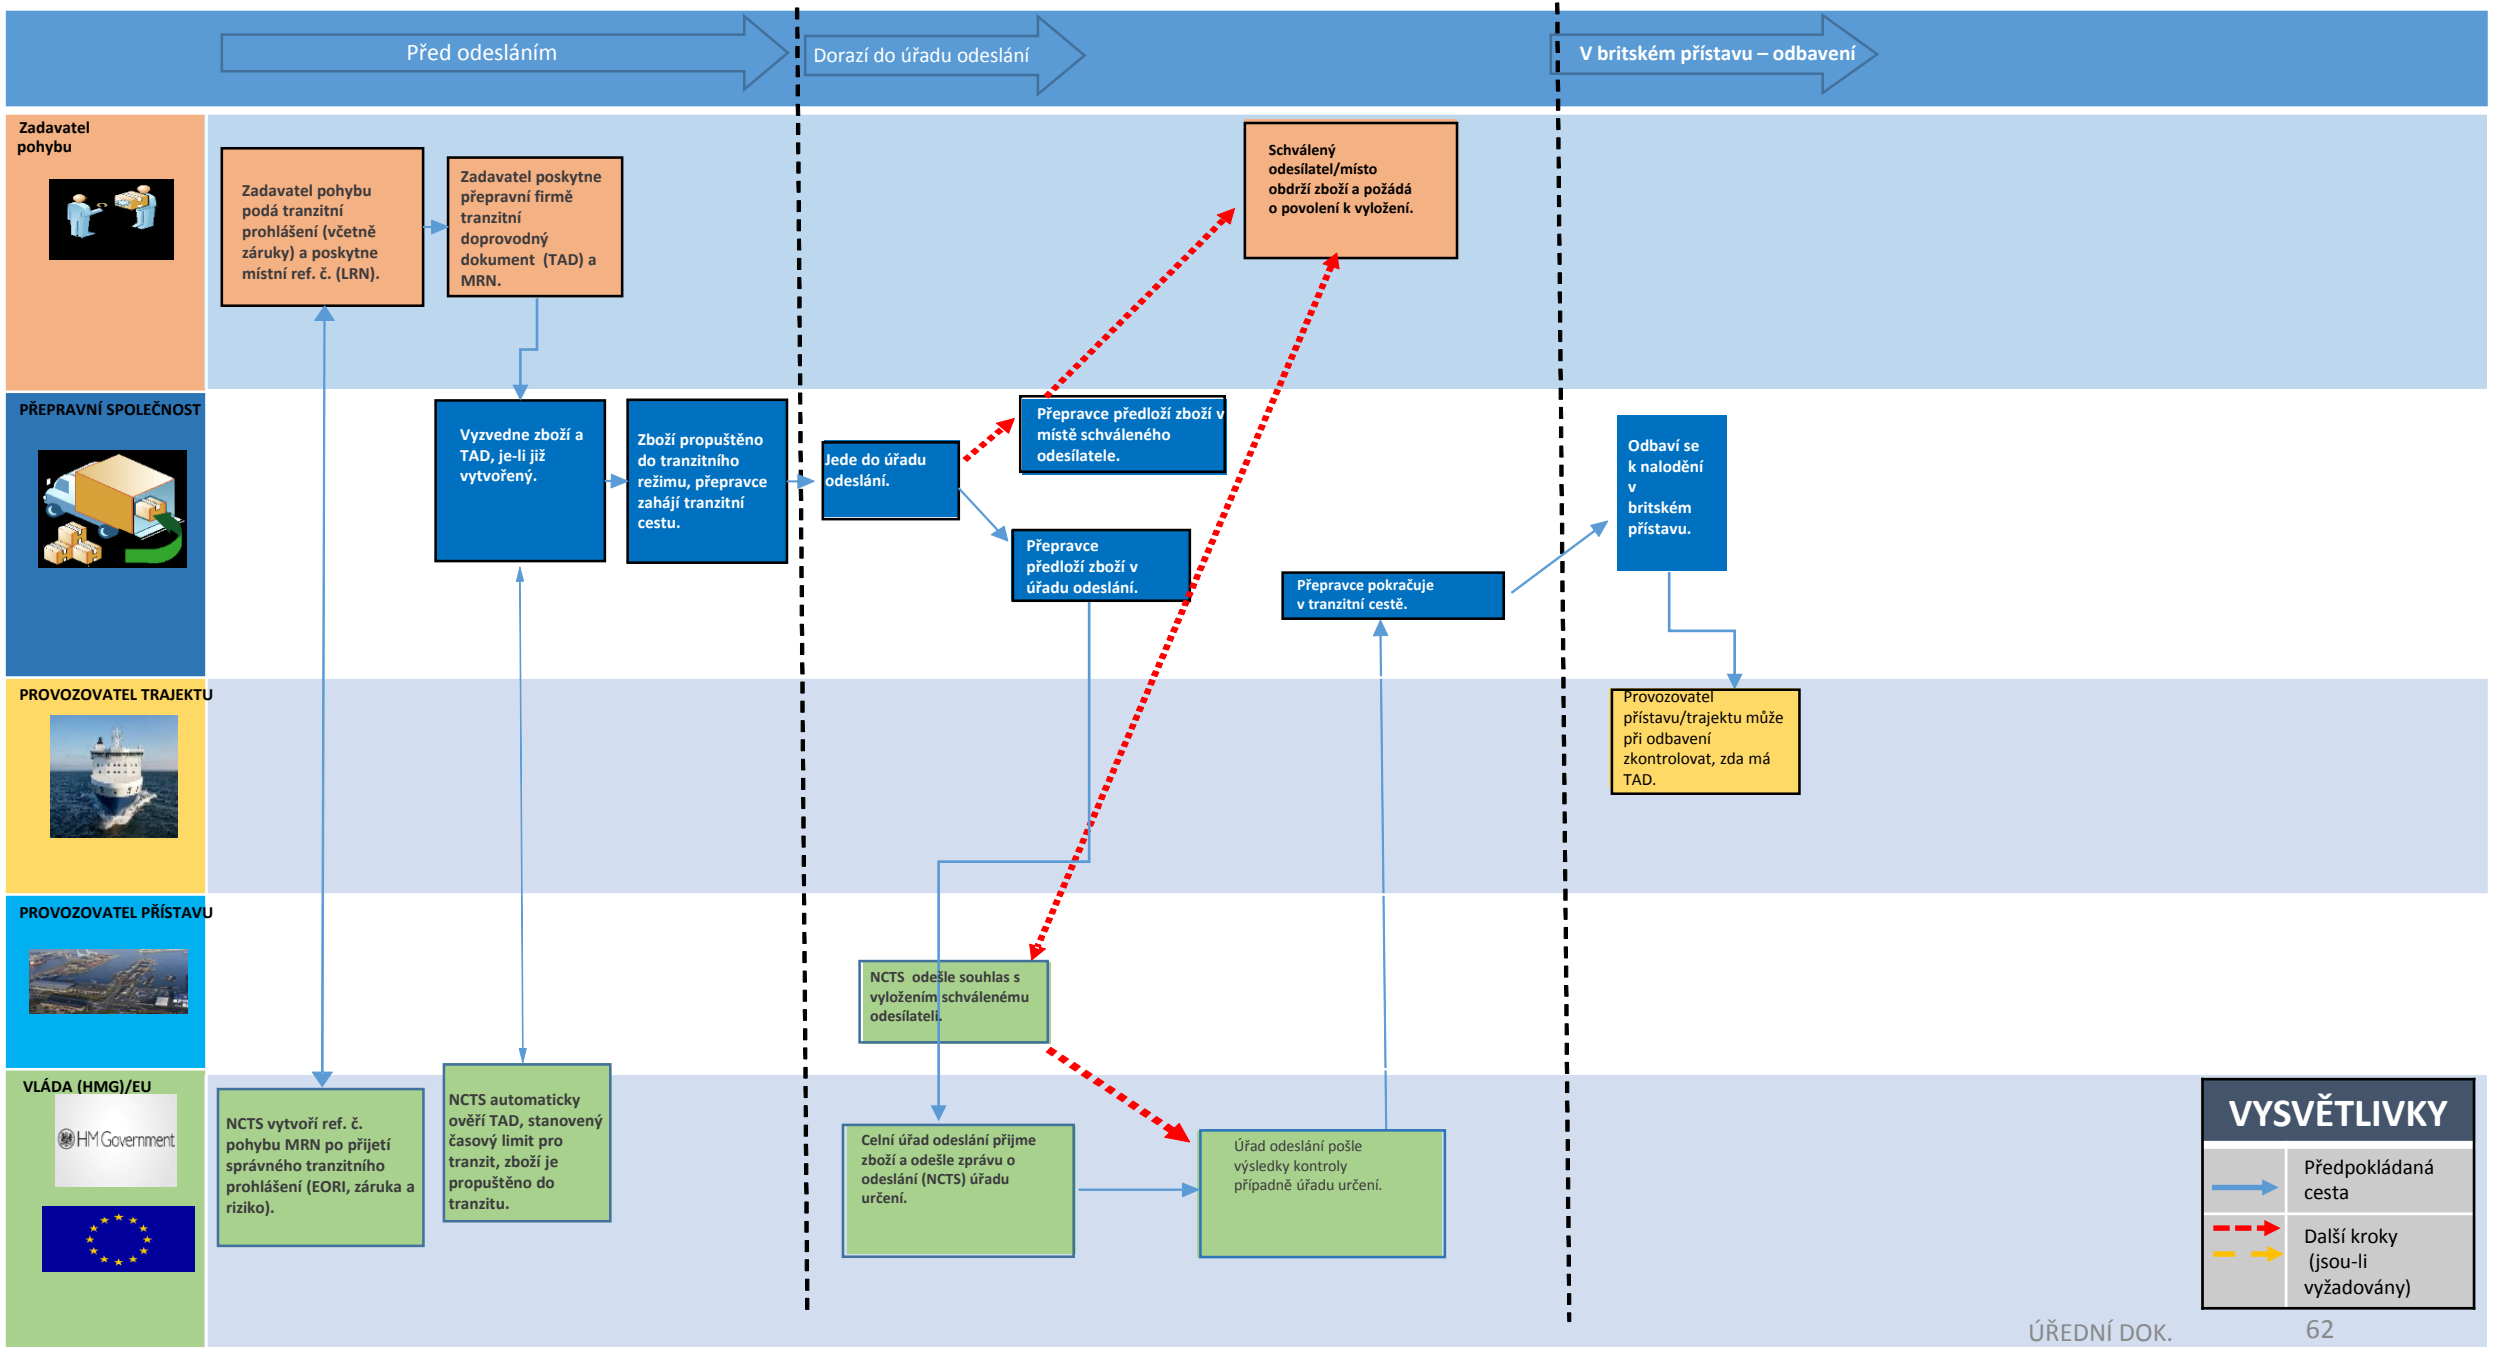 Před odesláním
Dorazí do úřadu odeslání
V britském přístavu – odbavení
Zadavatel
pohybu
Zadavatel pohybu
podá tranzitní
prohlášení (včetně
záruky) a poskytne
místní ref. č. (LRN).
Zadavatel poskytne
přepravní firmě
tranzitní
doprovodný
dokument (TAD) a
MRN.
Schválený
odesílatel/místo
obdrží zboží a požádá
o povolení k vyložení.
PŘEPRAVNÍ SPOLEČNOST
Vyzvedne zboží a
TAD, je-li již
vytvořený.
Zboží propuštěno
do tranzitního
režimu, přepravce
zahájí tranzitní
cestu.
Jede do úřadu
odeslání.
Přepravce předloží zboží v
místě schváleného
odesílatele.
Přepravce
předloží zboží v
úřadu odeslání.
Přepravce pokračuje
v tranzitní cestě.
Odbaví se
k nalodění
v
britském
přístavu.
PROVOZOVATEL TRAJEKTU
Provozovatel
přístavu/trajektu může
při odbavení
zkontrolovat, zda má
TAD.
PROVOZOVATEL PŘÍSTAVU
NCTS odešle souhlas s
vyložením schválenému
odesílateli.
VLÁDA (HMG)/EU
HM Government
NCTS vytvoří ref. č.
pohybu MRN po přijetí
správného tranzitního
prohlášení (EORI, záruka a
riziko).
NCTS automaticky
ověří TAD, stanovený
časový limit pro
tranzit, zboží je
propuštěno do
tranzitu.
Celní úřad odeslání přijme
zboží a odešle zprávu o
odeslání (NCTS) úřadu
určení.
Úřad odeslání pošle
výsledky kontroly
případně úřadu určení.
VYSVĚTLIVKY
Předpokládaná
cesta
Další kroky
(jsou-li
vyžadovány)
ÚŘEDNÍ DOK.
62